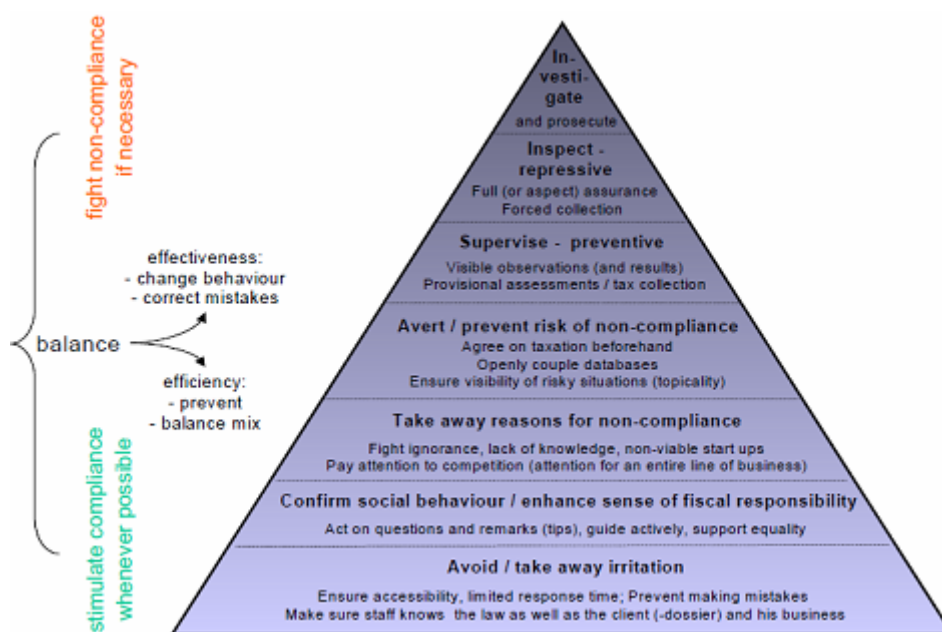 fight non-compliance
if necessary
effectiveness:
- change behaviour
- correct mistakes
balance
efficiency:
- prevent
- balance mix
stimulate compliance
whenever possible
In-
vesti-
gate
and prosecute
Inspect -
repressive
Full (or aspect) assurance
Forced collection
Supervise - preventive
Visible observations (and results)
Provisional assessments / tax collection
Avert / prevent risk of non-compliance
Agree on taxation beforehand
Openly couple databases
Ensure visibility of risky situations (topicality)
Take away reasons for non-compliance
Fight ignorance, lack of knowledge, non-viable start ups
Pay attention to competition (attention for an entire line of business)
Confirm social behaviour / enhance sense of fiscal responsibility
Act on questions and remarks (tips), guide actively, support equality
Avoid / take away irritation
Ensure accessibility, limited response time; Prevent making mistakes
Make sure staff knows the law as well as the client (-dossier) and his business